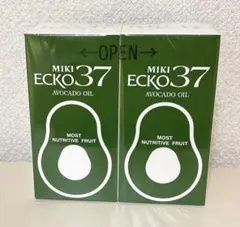 ←OPEN→
MIKI
ECKO37
AVOCADO OIL
MOST
NUTRITIVE FRUIT
MIKI
ECKO37
AVOCADO OIL
MOST
NUTRITIVE FRUIT